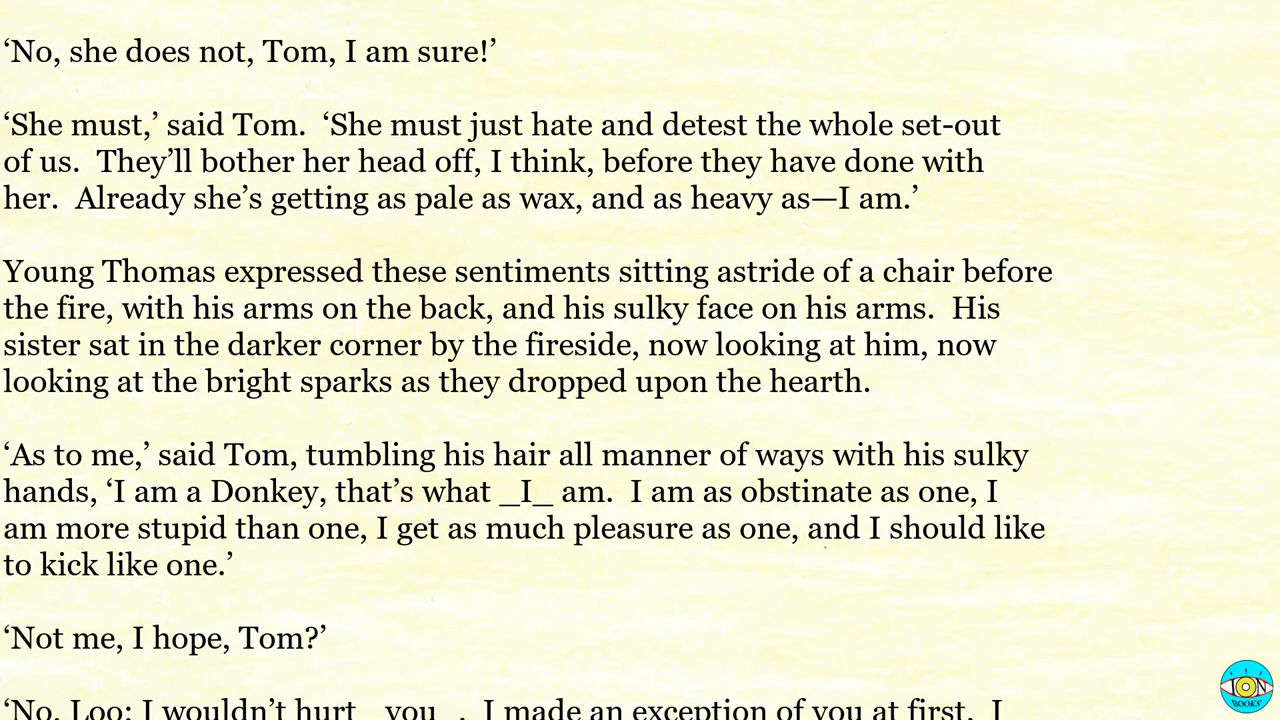 ‘No, she does not, Tom, I am sure!’
‘She must,’ said Tom.  ‘She must just hate and detest the whole set-out
of us.  They’ll bother her head off, I think, before they have done with
her.  Already she’s getting as pale as wax, and as heavy as—I am.’
Young Thomas expressed these sentiments sitting astride of a chair before
the fire, with his arms on the back, and his sulky face on his arms.  His
sister sat in the darker corner by the fireside, now looking at him, now
looking at the bright sparks as they dropped upon the hearth.
‘As to me,’ said Tom, tumbling his hair all manner of ways with his sulky
hands, ‘I am a Donkey, that’s what _I_ am.  I am as obstinate as one, I
am more stupid than one, I get as much pleasure as one, and I should like
to kick like one.’
‘Not me, I hope, Tom?’
‘No, Loo; I wouldn’t hurt _you_.  I made an exception of you at first.  I
ION
BOOKS